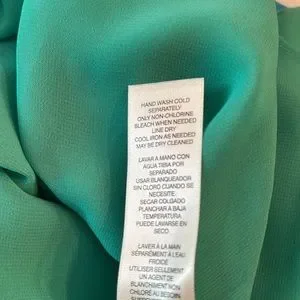 HAND WASH COLD
SEPARATELY
ONLY NON-CHLORINE
BLEACH WHEN NEEDED
LINE DRY
COOL IRON AS NEEDED
MAY BE DRY CLEANED
LAVAR A MANO CON
AGUA TIBIA POR
SEPARADO
USAR BLANQUEADOR
SIN CLORO CUANDO SE
NECESITE.
SECAR COLGADO
PLANCHAR A BAJA
TEMPERATURA.
PUEDE LAVARSE EN
SECO.
LAVER À LA MAIN
SÉPARÉMENT À L'EAU
FROIDE
UTILISER SEULEMENT
UN AGENT DE
BLANCHIMENT NON
CHLORÉ AU BESOIN